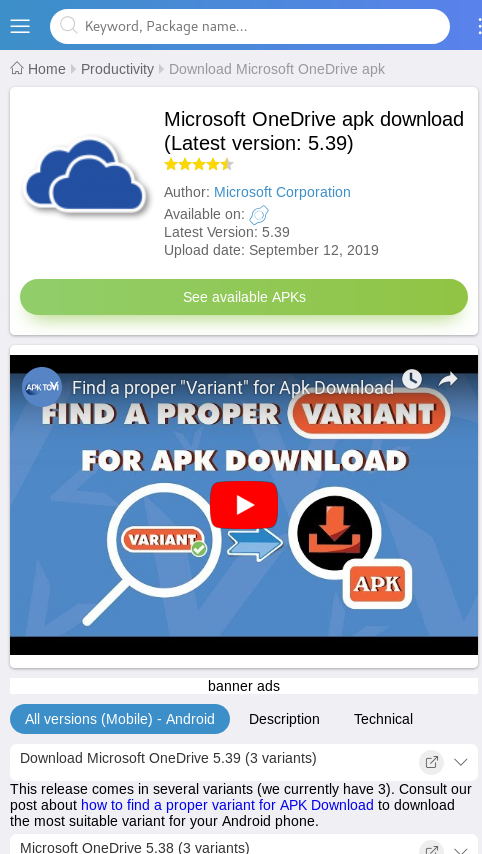 Keyword, Package name...
Home Productivity Download Microsoft OneDrive apk
Microsoft OneDrive apk download
(Latest version: 5.39)
Author: Microsoft Corporation
Available on:
Latest Version: 5.39
Upload date: September 12, 2019
See available APKs
Find a proper "Variant" for Apk Download
FIND A PROPER VARIANT
FOR APK DOWNLOAD
VARIANT
APK
banner ads
All versions (Mobile) - Android Description Technical
Download Microsoft OneDrive 5.39 (3 variants)
This release comes in several variants (we currently have 3). Consult our
post about how to find a proper variant for APK Download to download
the most suitable variant for your Android phone.
Microsoft OneDrive 5.38 (3 variants)